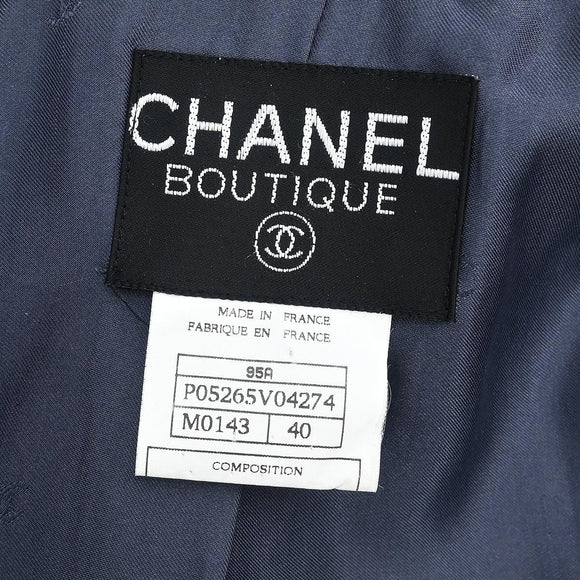 CHANEL
BOUTIQUE
MADE IN FRANCE
FABRIQUE EN FRANCE
95A
P05265V04274
M0143 40
COMPOSITION